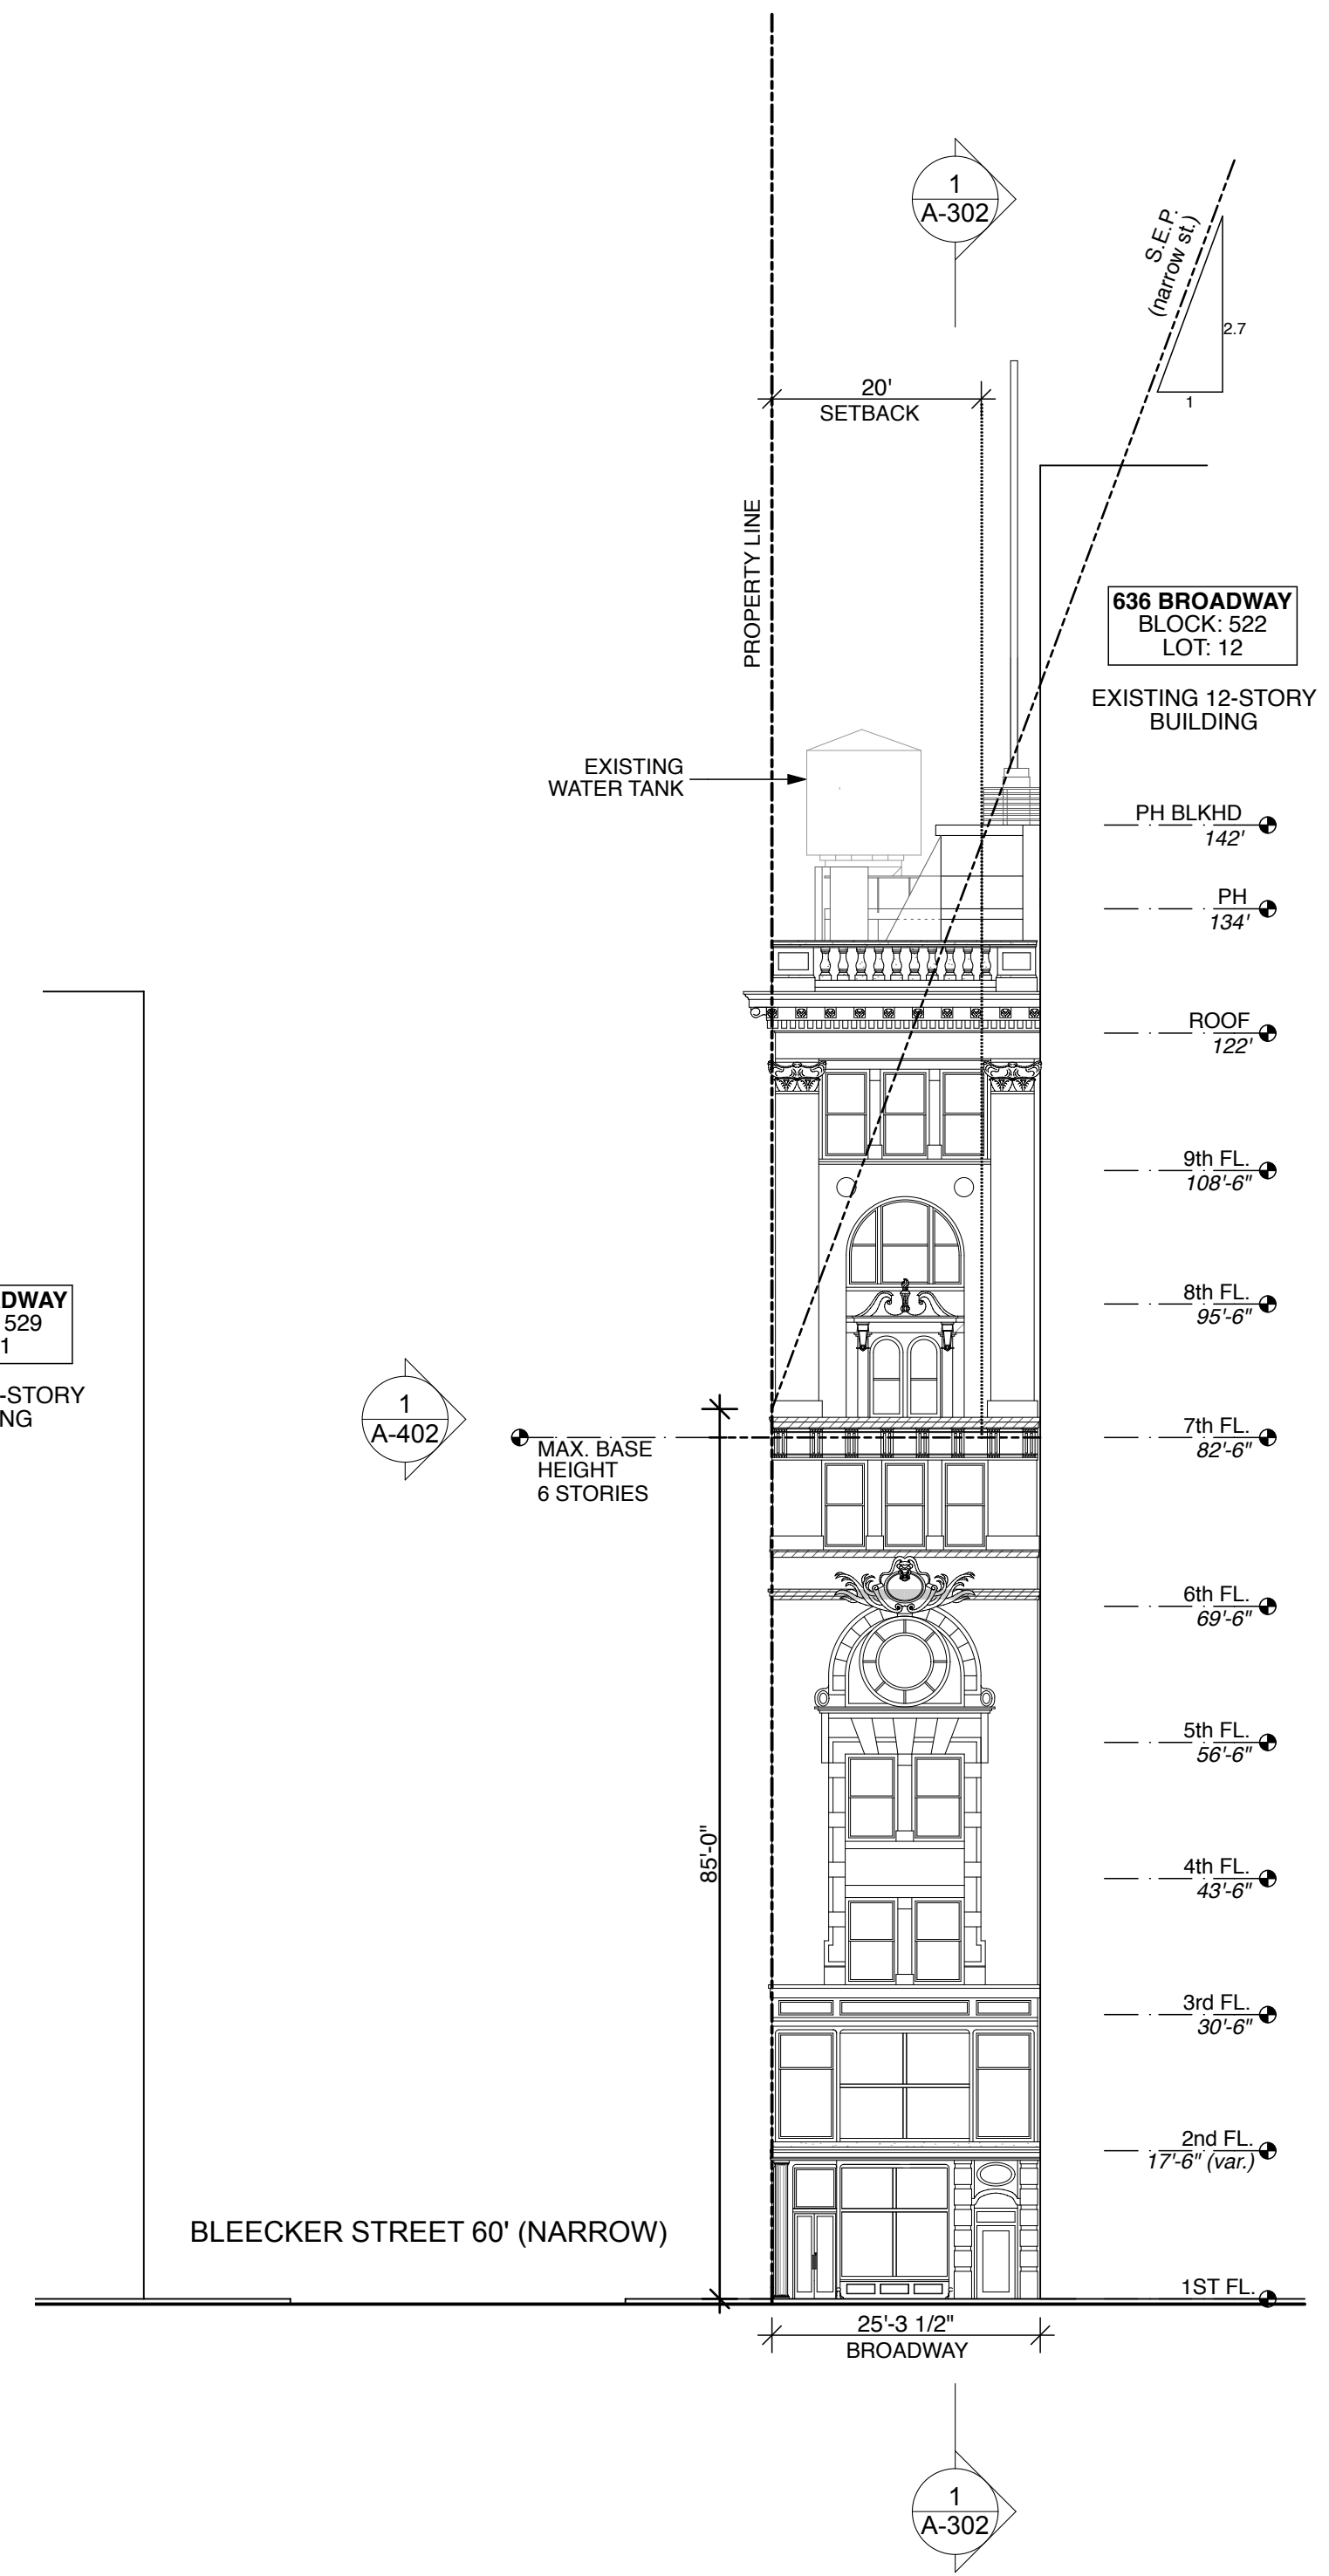 1
A-302
S.E.P.
(narrow st.)
2.7
1
20'
SETBACK
PROPERTY LINE
636 BROADWAY
BLOCK: 522
LOT: 12
EXISTING 12-STORY
BUILDING
EXISTING
WATER TANK
PH BLKHD
142'
PH
134'
ROOF
122'
9th FL.
108'-6"
8th FL.
95'-6"
DWAY
529
1
-STORY
NG
1
A-402
MAX. BASE
HEIGHT
6 STORIES
7th FL.
82'-6"
6th FL.
69'-6"
5th FL.
56'-6"
85'-0"
4th FL.
43'-6"
3rd FL.
30'-6"
2nd FL.
17'-6" (var.)
BLEECKER STREET 60' (NARROW)
1ST FL.
25'-3 1/2"
BROADWAY
1
A-302